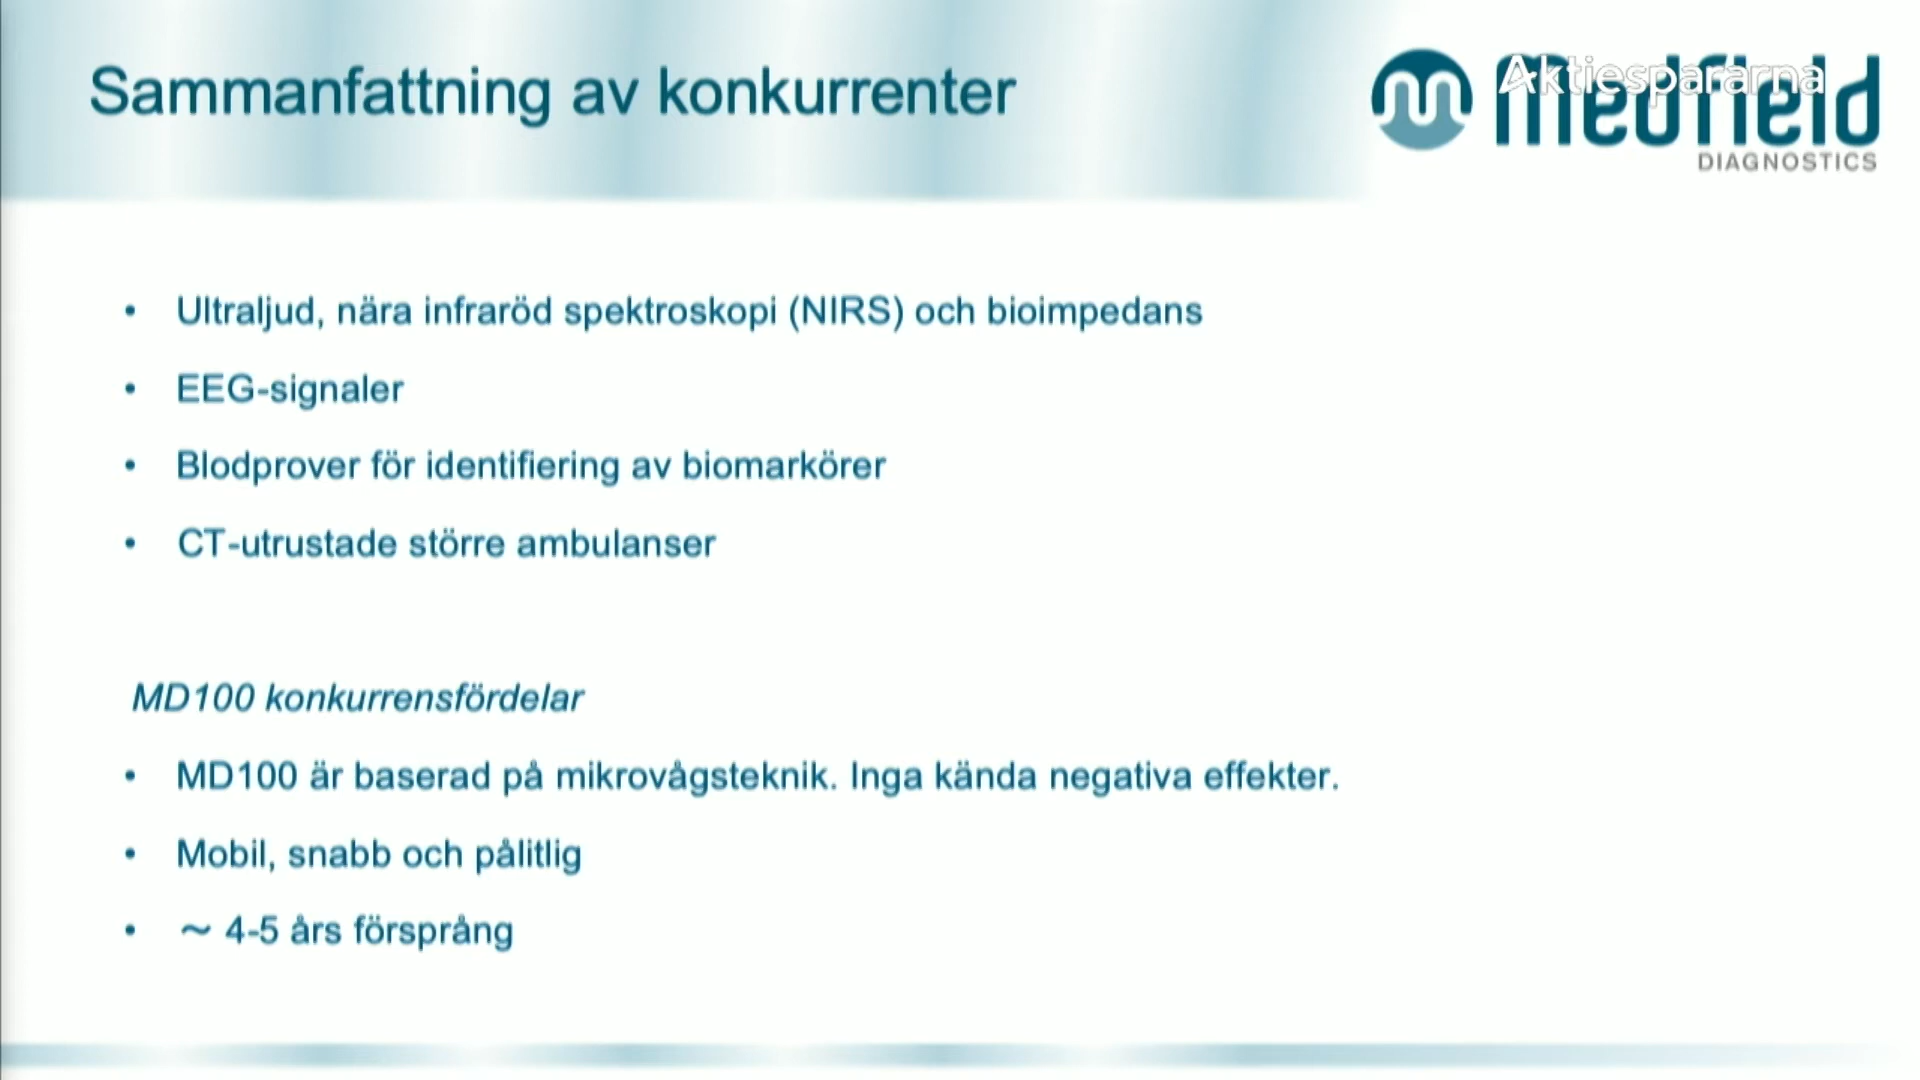 Sammanfattning av konkurrenter
Medfield
Aktiespararna
DIAGNOSTICS
• Ultraljud, nära infraröd spektroskopi (NIRS) och bioimpedans
• EEG-signaler
• Blodprover för identifiering av biomarkörer
• CT-utrustade större ambulanser
MD100 konkurrensfördelar
• MD100 är baserad på mikrovågsteknik. Inga kända negativa effekter.
• Mobil, snabb och pålitlig
• ~ 4-5 års försprång